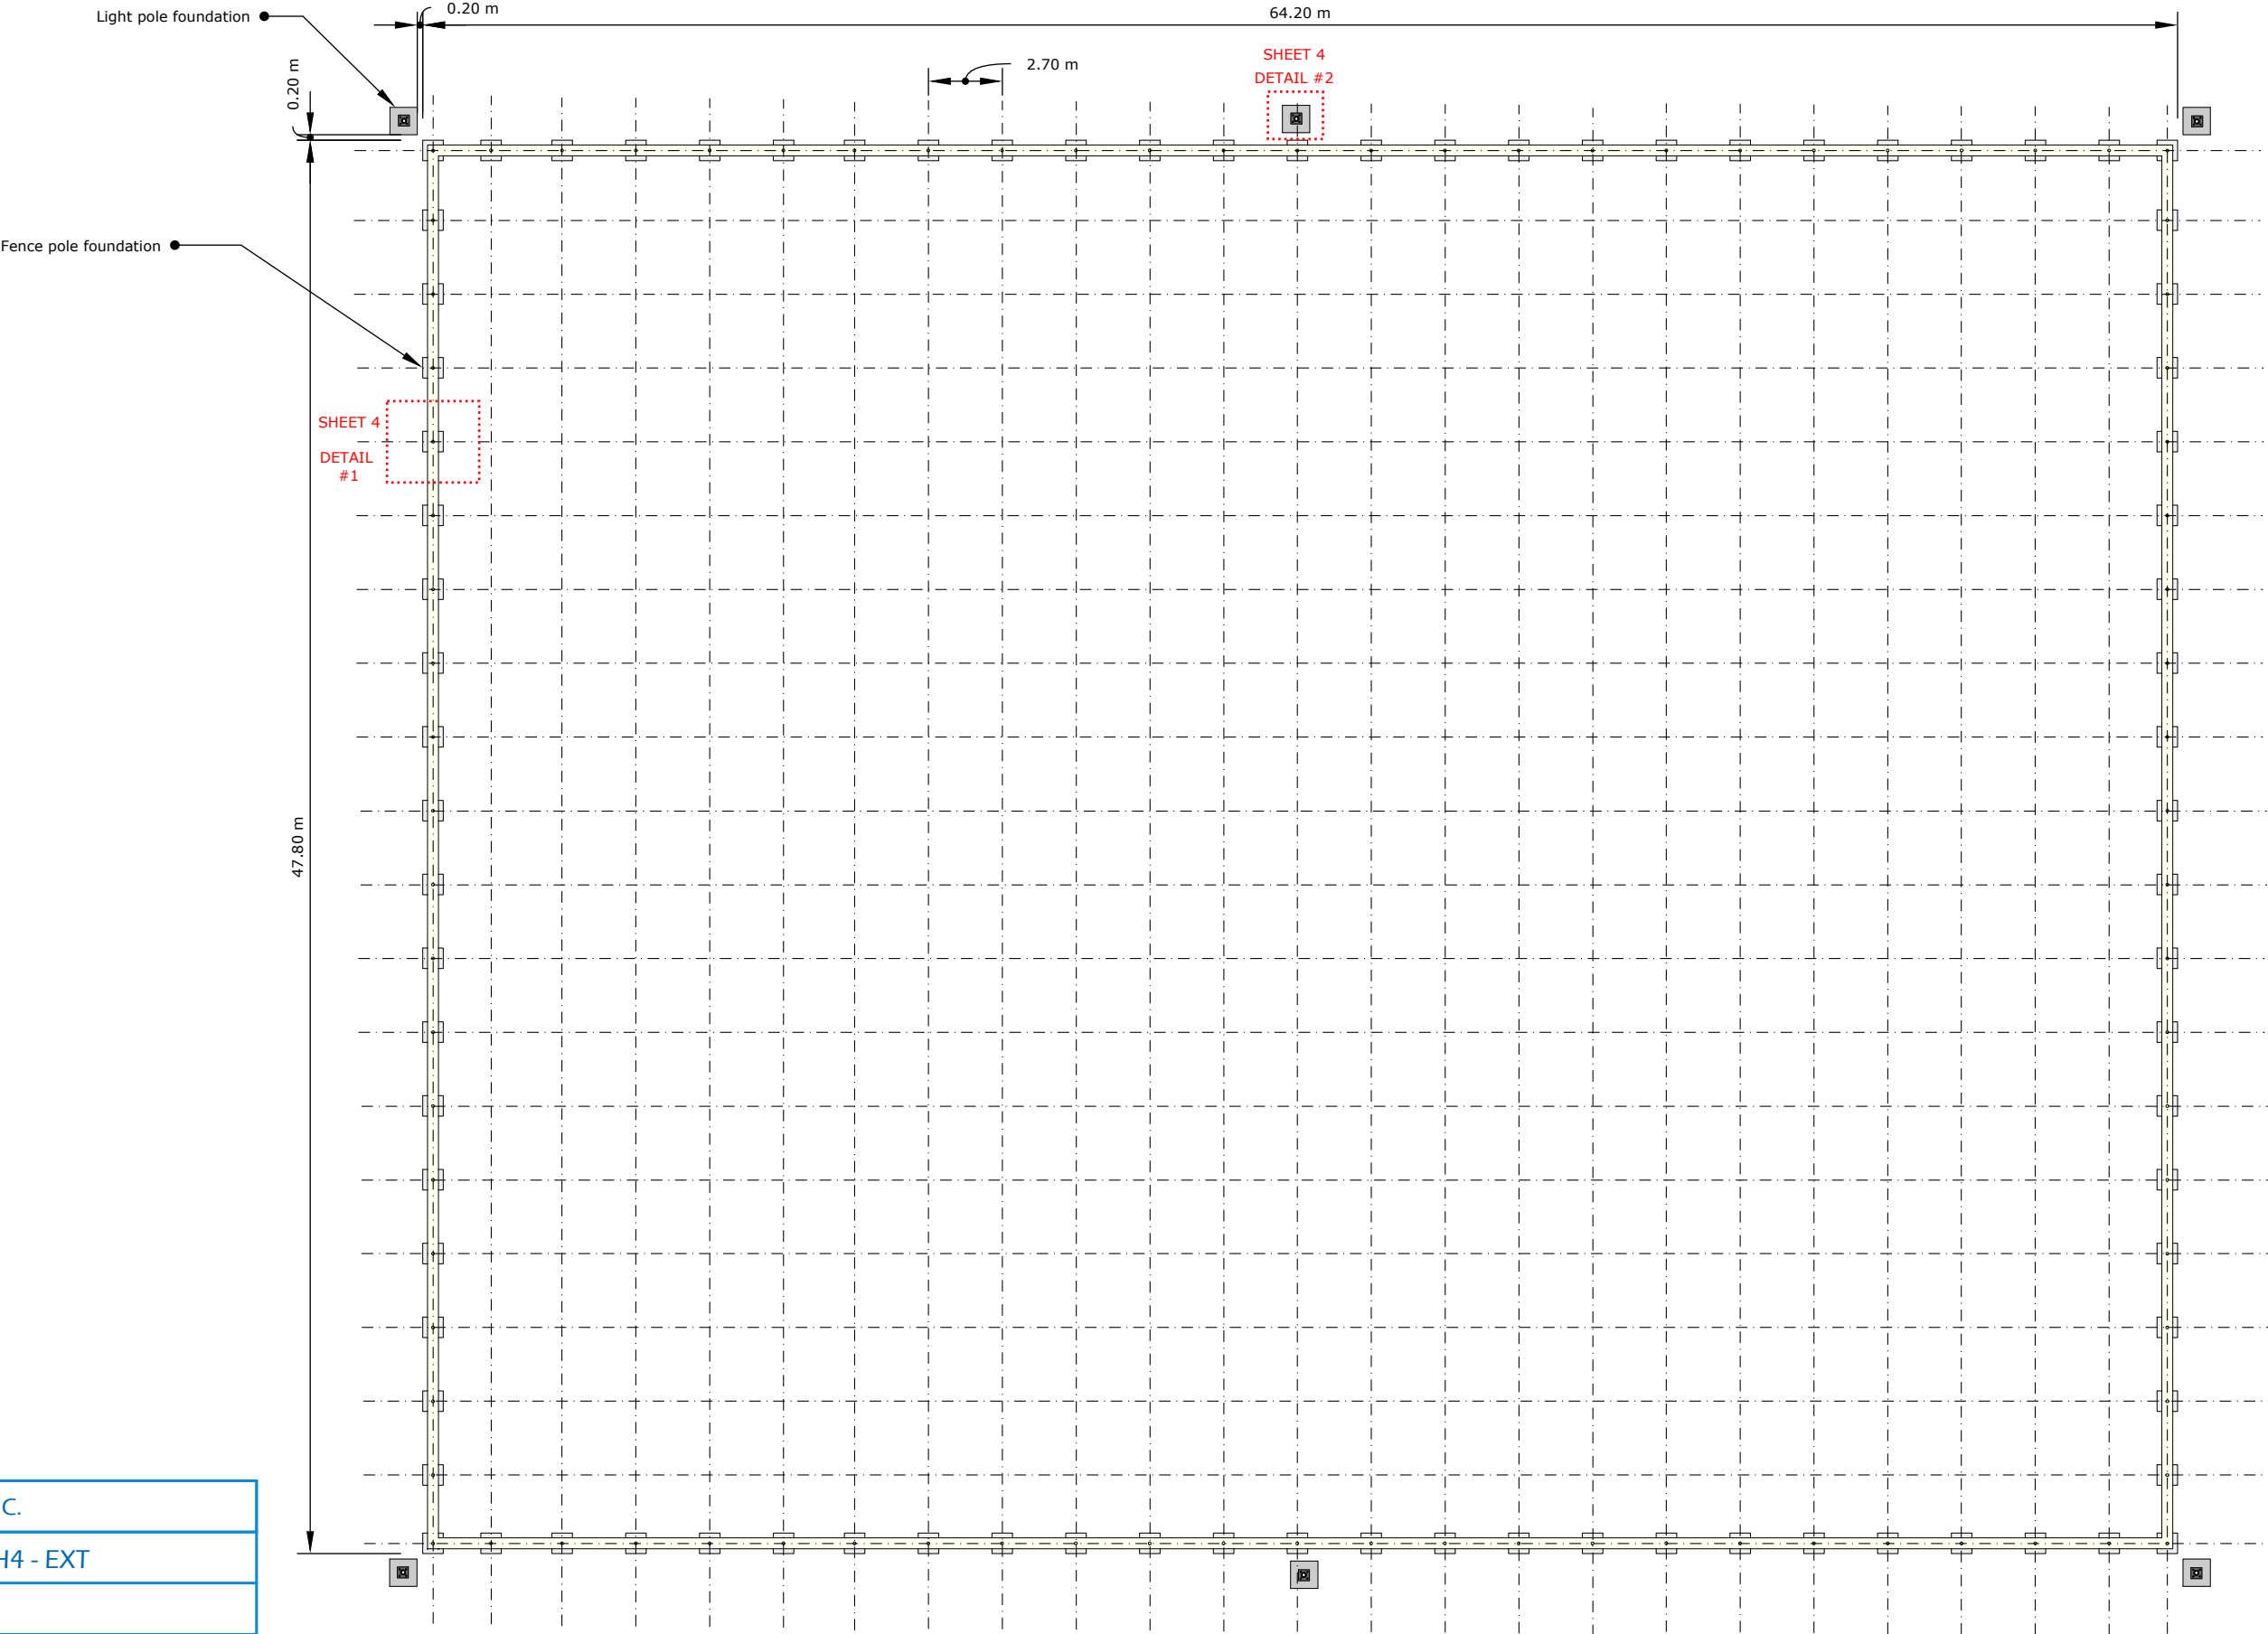 Light pole foundation
0.20 m
64.20 m
0.20 m
2.70 m
SHEET 4
DETAIL #2
Fence pole foundation
SHEET 4
DETAIL
#1
47.80 m
C.
H4 - EXT